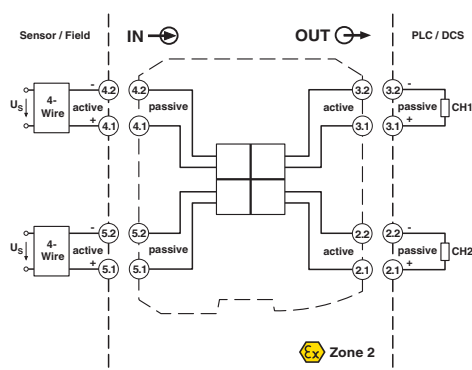 Sensor / Field IN OUT PLC / DCS
U_S 4-Wire - active + 4.2 4.1 4.2 4.1 passive active 3.2 3.1 3.2 3.1 - passive + CH1
U_S 4-Wire - active + 5.2 5.1 5.2 5.1 passive active 2.2 2.1 2.2 2.1 - passive + CH2
Ex Zone 2